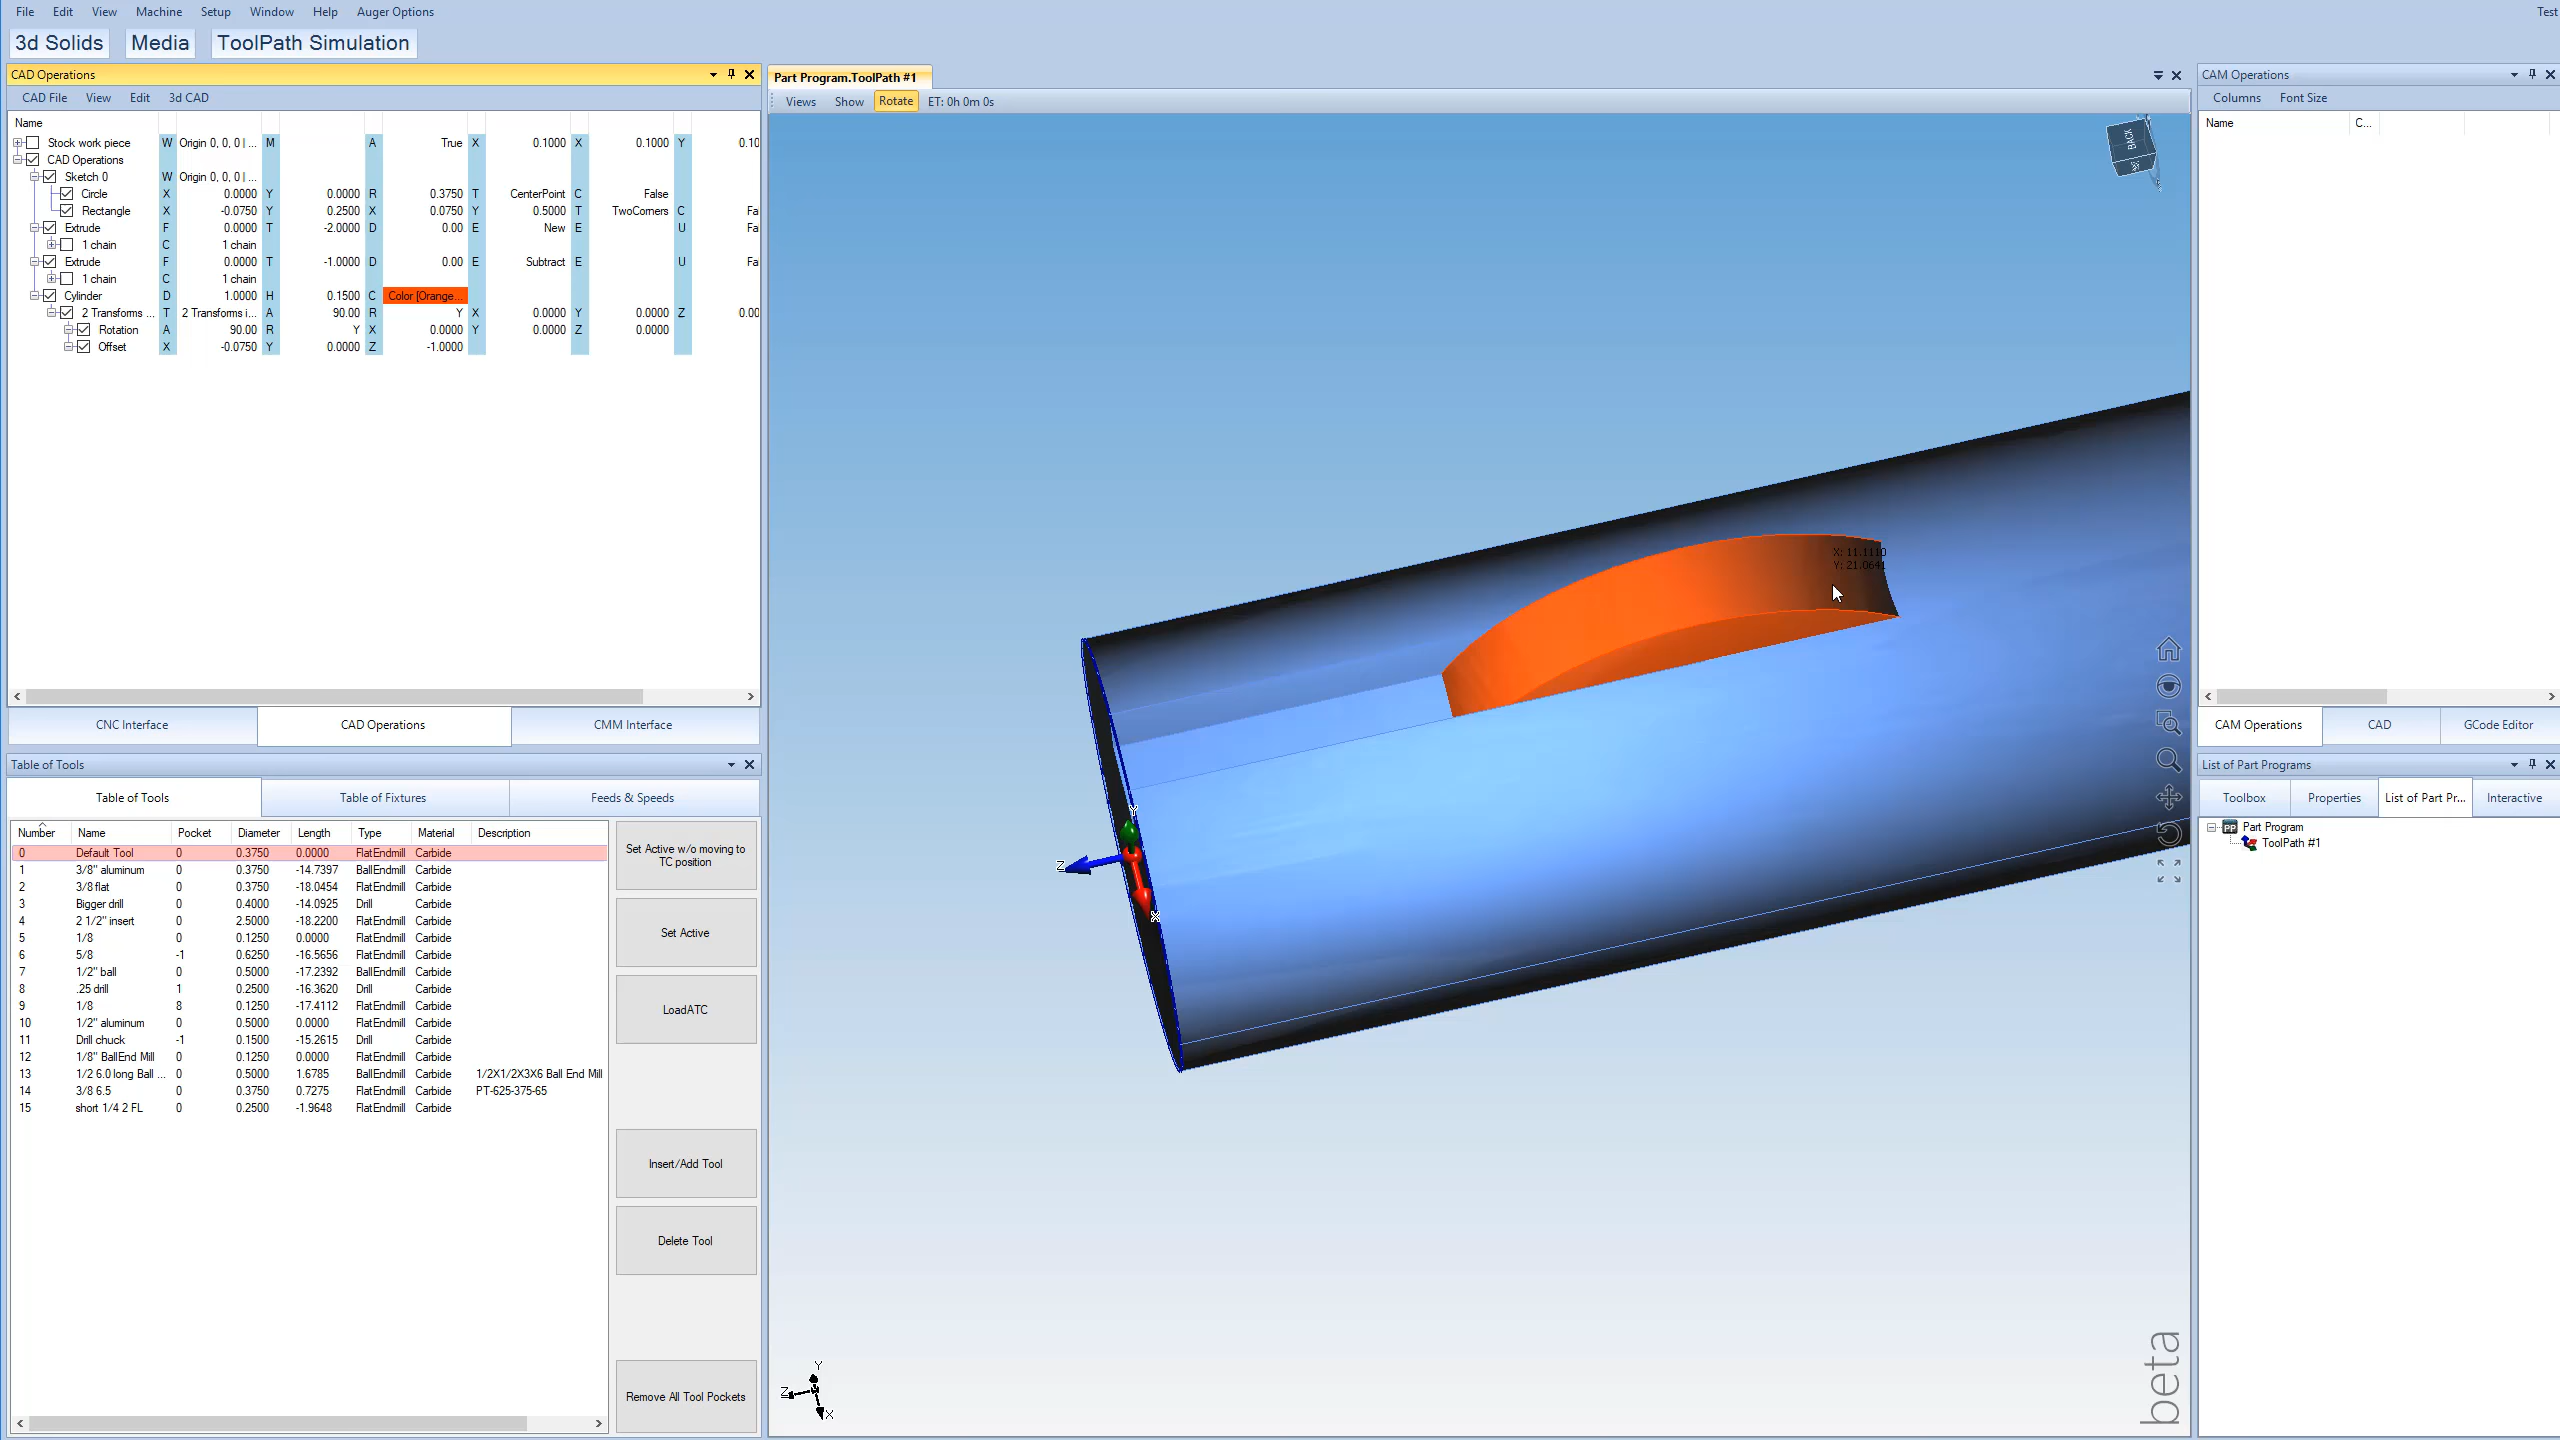 File Edit View Machine Setup Window Help Auger Options Test
3d Solids Media ToolPath Simulation
CAD Operations
CAD File View Edit 3d CAD
Name
Stock work piece W Origin 0, 0, 0 | ... M A True X 0.1000 X 0.1000 Y 0.10
CAD Operations
Sketch 0 W Origin 0, 0, 0 | ...
Circle X 0.0000 Y 0.0000 R 0.3750 T CenterPoint C False
Rectangle X -0.0750 Y 0.2500 X 0.0750 Y 0.5000 T TwoCorners C Fa
Extrude F 0.0000 T -2.0000 D 0.00 E New E U Fa
1 chain C 1 chain
Extrude F 0.0000 T -1.0000 D 0.00 E Subtract E U Fa
1 chain C 1 chain
Cylinder D 1.0000 H 0.1500 C Color [Orange...
2 Transforms ... T 2 Transforms i... A 90.00 R Y X 0.0000 Y 0.0000 Z 0.00
Rotation A 90.00 R Y X 0.0000 Y 0.0000 Z 0.0000
Offset X -0.0750 Y 0.0000 Z -1.0000
CNC Interface CAD Operations CMM Interface
Table of Tools
Table of Tools Table of Fixtures Feeds & Speeds
Number Name Pocket Diameter Length Type Material Description
0 Default Tool 0 0.3750 0.0000 FlatEndmill Carbide
1 3/8" aluminum 0 0.3750 -14.7397 BallEndmill Carbide
2 3/8 flat 0 0.3750 -18.0454 FlatEndmill Carbide
3 Bigger drill 0 0.4000 -14.0925 Drill Carbide
4 2 1/2" insert 0 2.5000 -18.2200 FlatEndmill Carbide
5 1/8 0 0.1250 0.0000 FlatEndmill Carbide
6 5/8 -1 0.6250 -16.5656 FlatEndmill Carbide
7 1/2" ball 0 0.5000 -17.2392 BallEndmill Carbide
8 .25 drill 1 0.2500 -16.3620 Drill Carbide
9 1/8 8 0.1250 -17.4112 FlatEndmill Carbide
10 1/2" aluminum 0 0.5000 0.0000 FlatEndmill Carbide
11 Drill chuck -1 0.1500 -15.2615 Drill Carbide
12 1/8" BallEnd Mill 0 0.1250 0.0000 FlatEndmill Carbide
13 1/2 6.0 long Ball ... 0 0.5000 1.6785 BallEndmill Carbide 1/2X1/2X3X6 Ball End Mill
14 3/8 6.5 0 0.3750 0.7275 FlatEndmill Carbide PT-625-375-65
15 short 1/4 2 FL 0 0.2500 -1.9648 FlatEndmill Carbide
Set Active w/o moving to
TC position
Set Active
LoadATC
Insert/Add Tool
Delete Tool
Remove All Tool Pockets
Part Program.ToolPath #1
Views Show Rotate ET: 0h 0m 0s
BACK
X: 11.1110
Y: 21.0641
Y
Z
X
Y
Z
X
beta
CAM Operations
Columns Font Size
Name C...
CAM Operations CAD GCode Editor
List of Part Programs
Toolbox Properties List of Part Pr... Interactive
PP Part Program
ToolPath #1